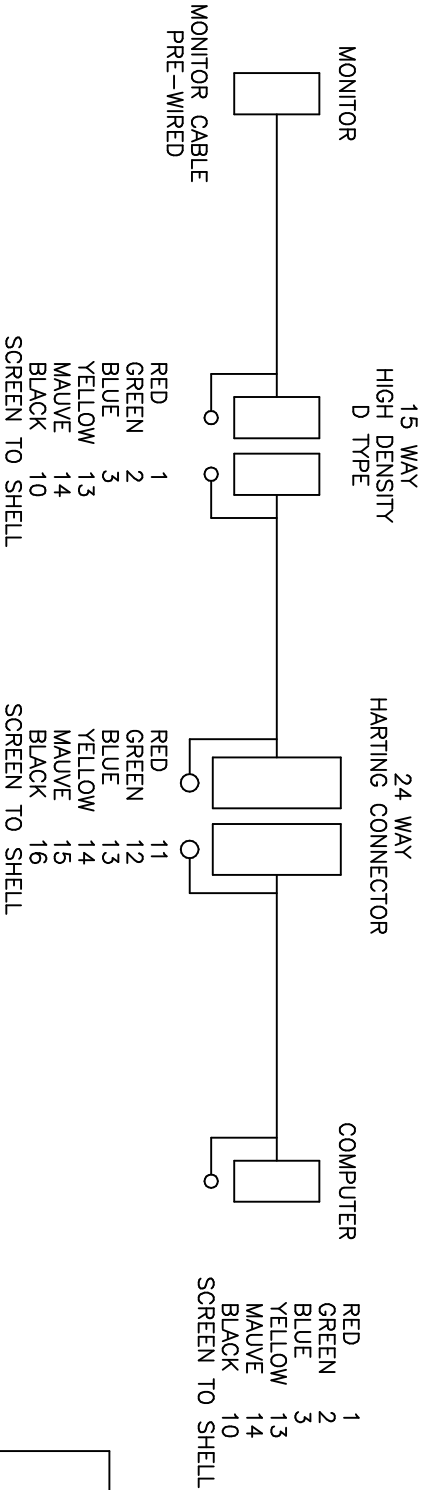 MONITOR
MONITOR CABLE
PRE-WIRED
15 WAY
HIGH DENSITY
D TYPE
RED 1
GREEN 2
BLUE 3
YELLOW 13
MAUVE 14
BLACK 10
SCREEN TO SHELL
24 WAY
HARTING CONNECTOR
RED 11
GREEN 12
BLUE 13
YELLOW 14
MAUVE 15
BLACK 16
SCREEN TO SHELL
COMPUTER
RED 1
GREEN 2
BLUE 3
YELLOW 13
MAUVE 14
BLACK 10
SCREEN TO SHELL